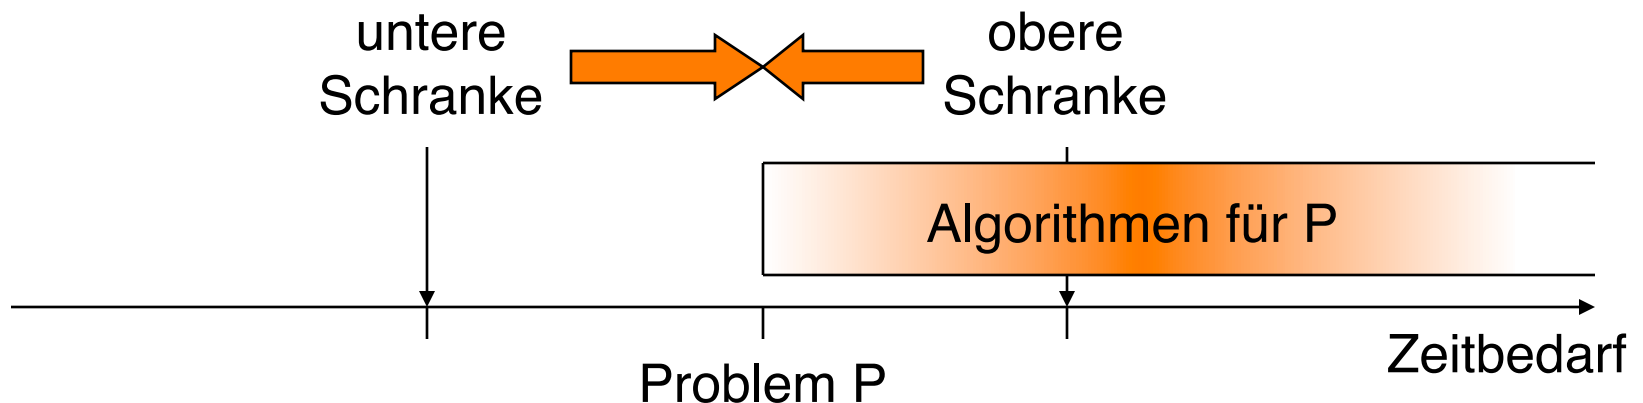 untere
Schranke
obere
Schranke
Algorithmen für P
Zeitbedarf
Problem P